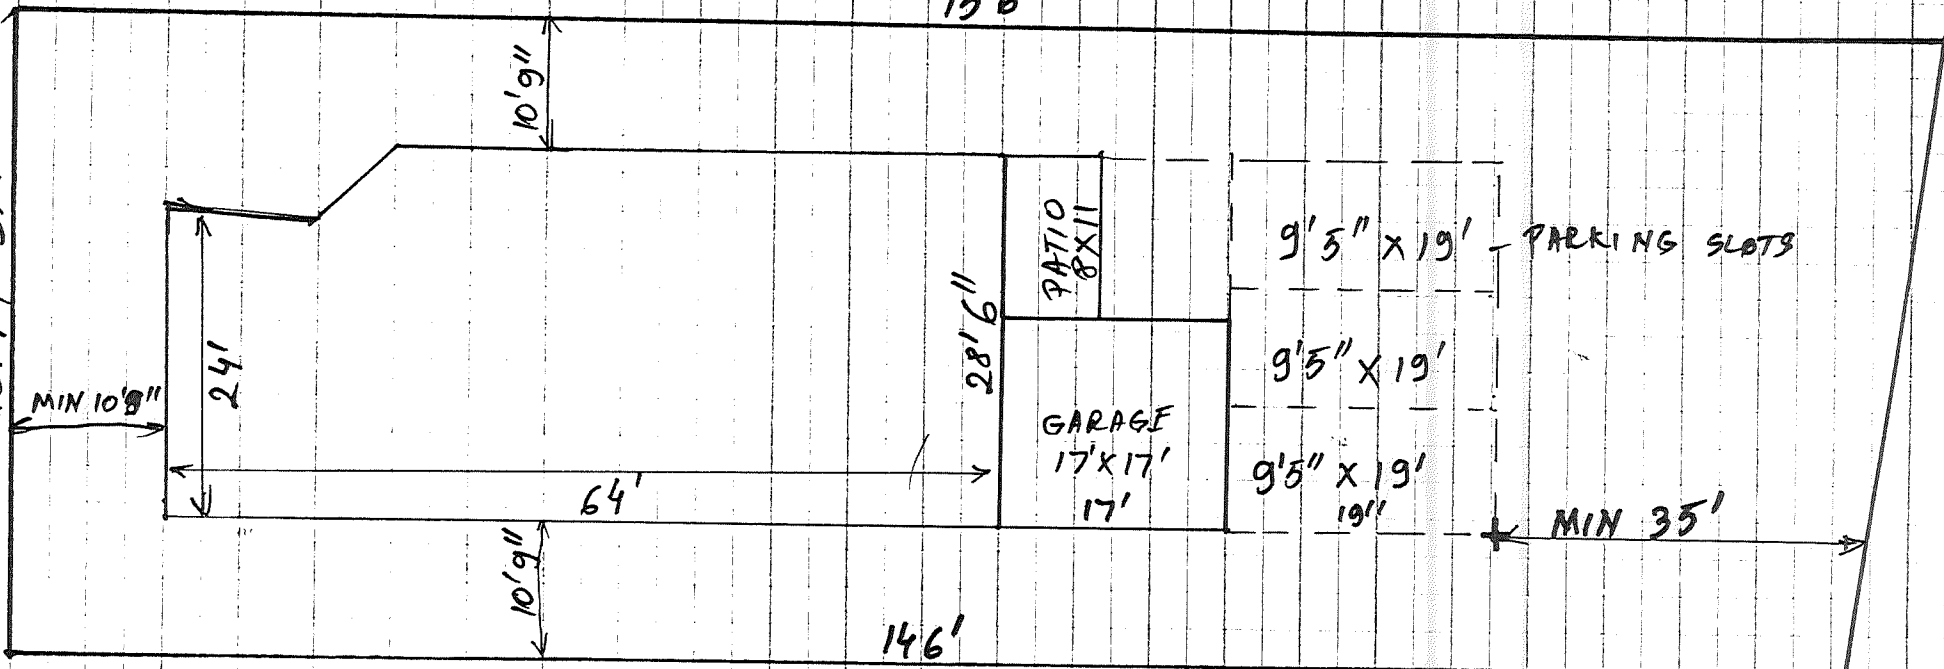 10'9"
PATIO
8X11
9'5" X 19'
PARKING SLOTS
28'6"
24'
9'5" X 19'
MIN 10'8"
GARAGE
17'X17'
17'
9'5" X 19'
19"
64'
MIN 35'
10'9"
146'